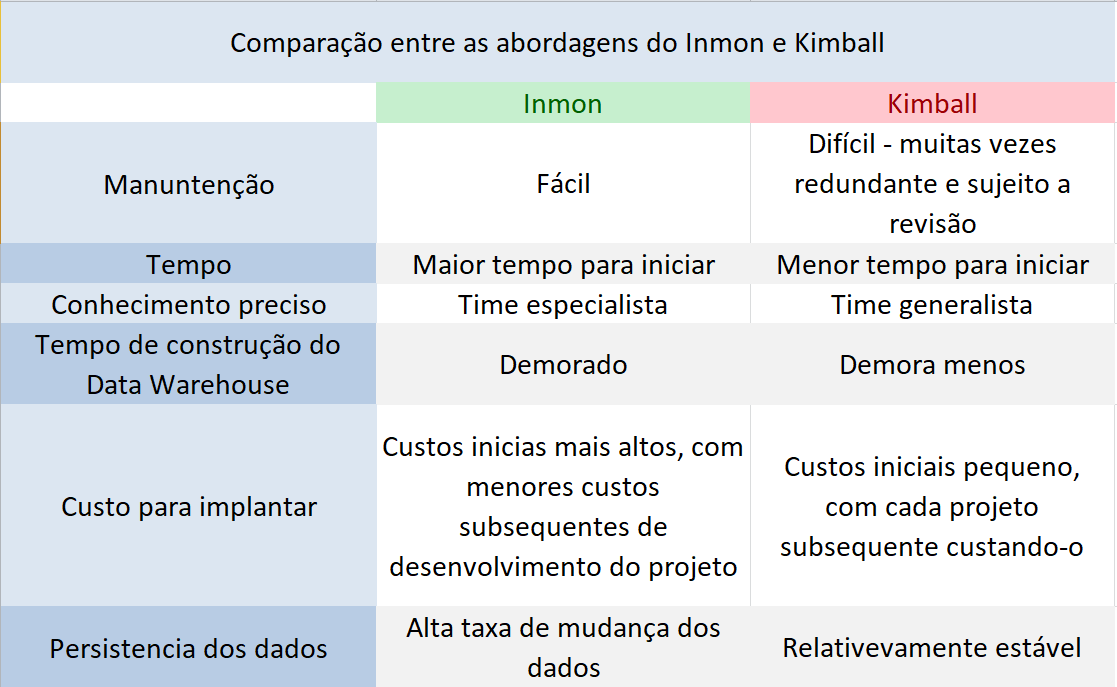 Comparação entre as abordagens do Inmon e Kimball
Inmon
Kimball
Manuntenção
Fácil
Difícil - muitas vezes
redundante e sujeito a
revisão
Tempo
Maior tempo para iniciar
Menor tempo para iniciar
Conhecimento preciso
Time especialista
Time generalista
Tempo de construção do
Data Warehouse
Demorado
Demora menos
Custo para implantar
Custos inicias mais altos, com
menores custos
subsequentes de
desenvolvimento do projeto
Custos iniciais pequeno,
com cada projeto
subsequente custando-o
Persistencia dos dados
Alta taxa de mudança dos
dados
Relativevamente estável